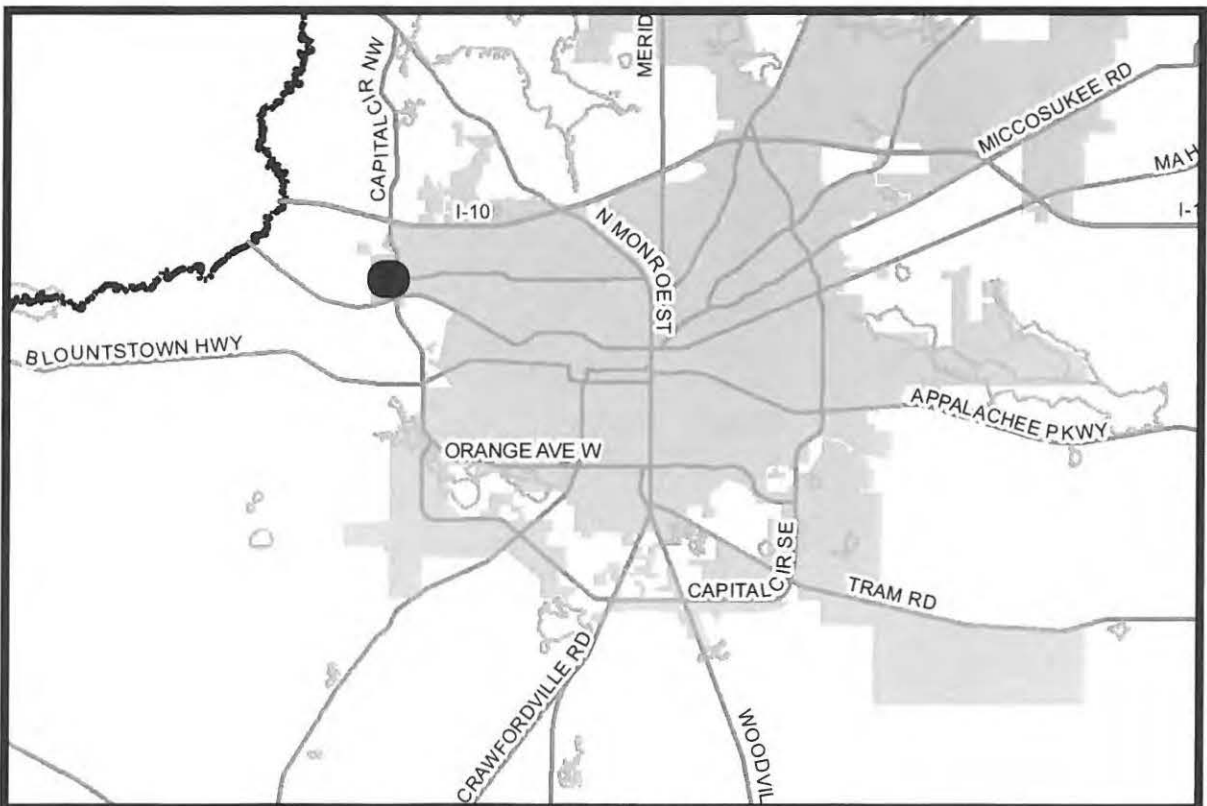 CAPITAL CIR NW
MERID
MICCOSUKEE RD
MAH
I-10
I-1
N MONROE ST
BLOUNTSTOWN HWY
APPALACHEE PKWY
ORANGE AVE W
CAPITAL CIR SE
TRAM RD
CRAWFORDVILLE RD
WOODVIL